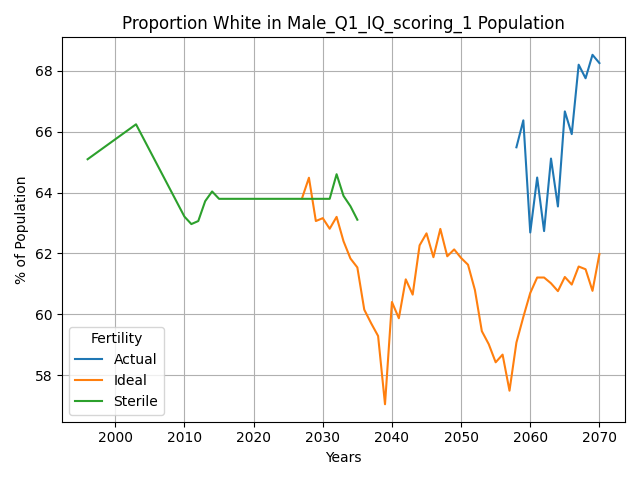 Proportion White in Male_Q1_IQ_scoring_1 Population
% of Population
68
66
64
62
60
58
Fertility
Actual
Ideal
Sterile
2000 2010 2020 2030 2040 2050 2060 2070
Years